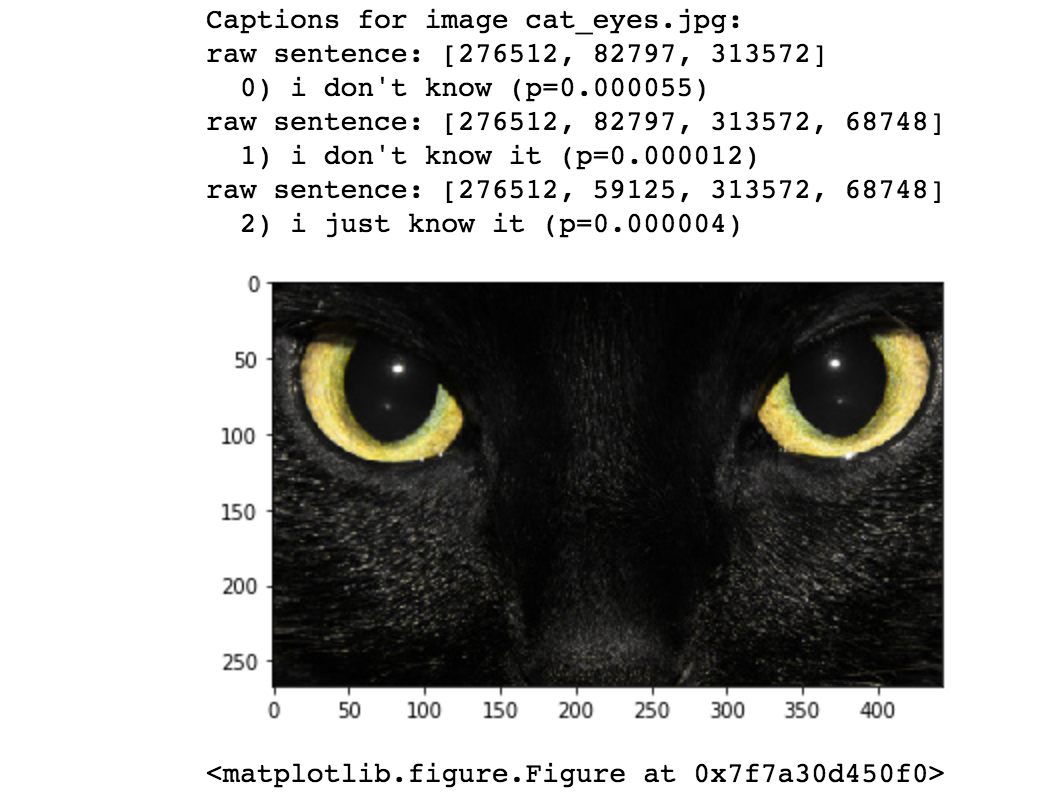 Captions for image cat_eyes.jpg:
raw sentence: [276512, 82797, 313572]
0) i don't know (p=0.000055)
raw sentence: [276512, 82797, 313572, 68748]
1) i don't know it (p=0.000012)
raw sentence: [276512, 59125, 313572, 68748]
2) i just know it (p=0.000004)
0
50
100
150
200
250
0 50 100 150 200 250 300 350 400
<matplotlib.figure.Figure at 0x7f7a30d450f0>